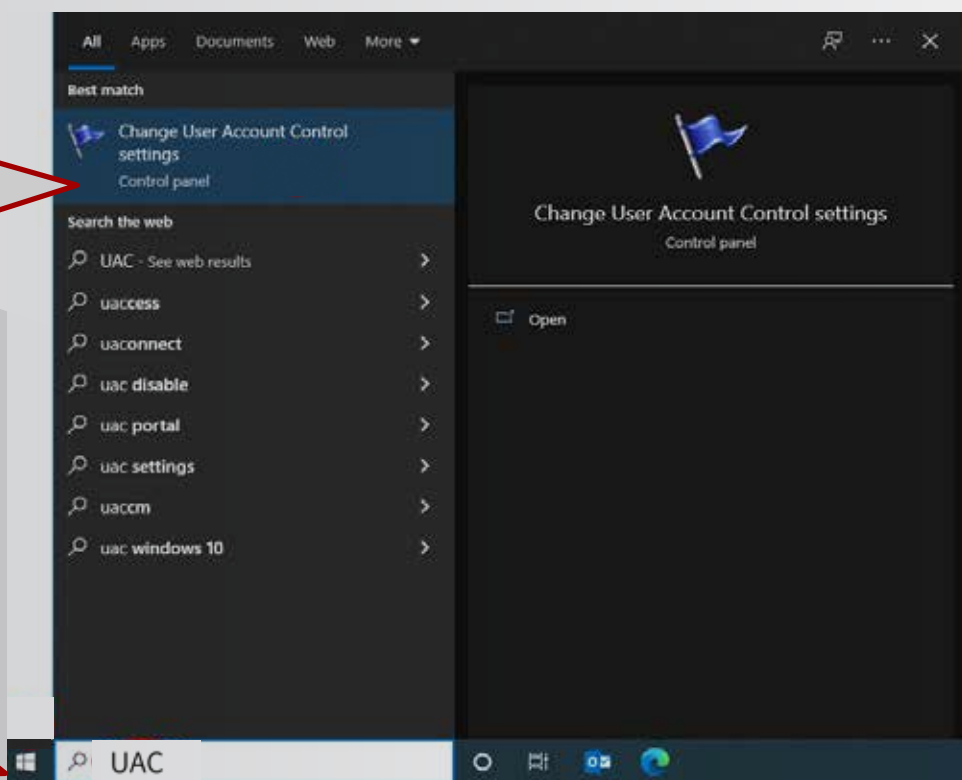 All Apps Documents Web More
Best match
Change User Account Control
settings
Control panel
Search the web
UAC - See web results
uaccess
uaconnect
uac disable
uac portal
uac settings
uaccm
uac windows 10
Change User Account Control settings
Control panel
Open
UAC